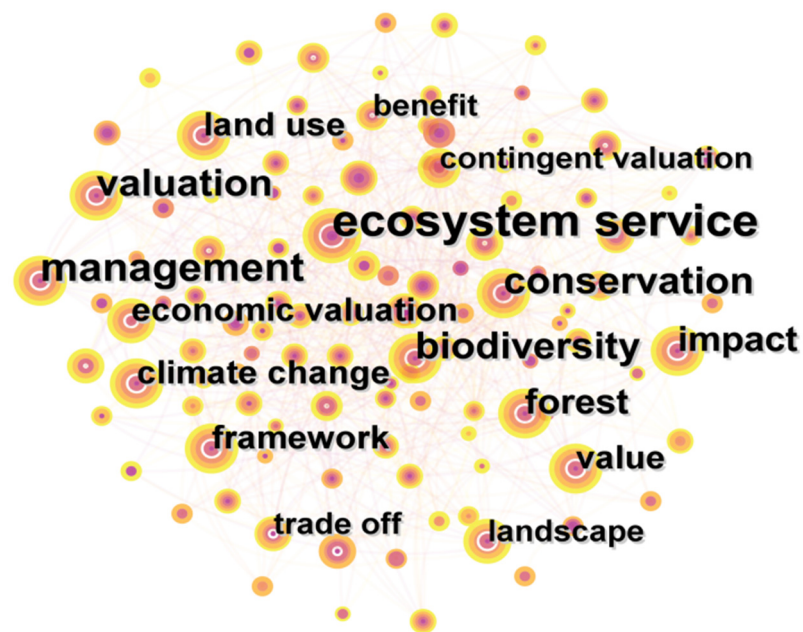 benefit
land use
contingent valuation
valuation
ecosystem service
management
conservation
economic valuation
biodiversity
impact
climate change
forest
framework
value
trade off
landscape